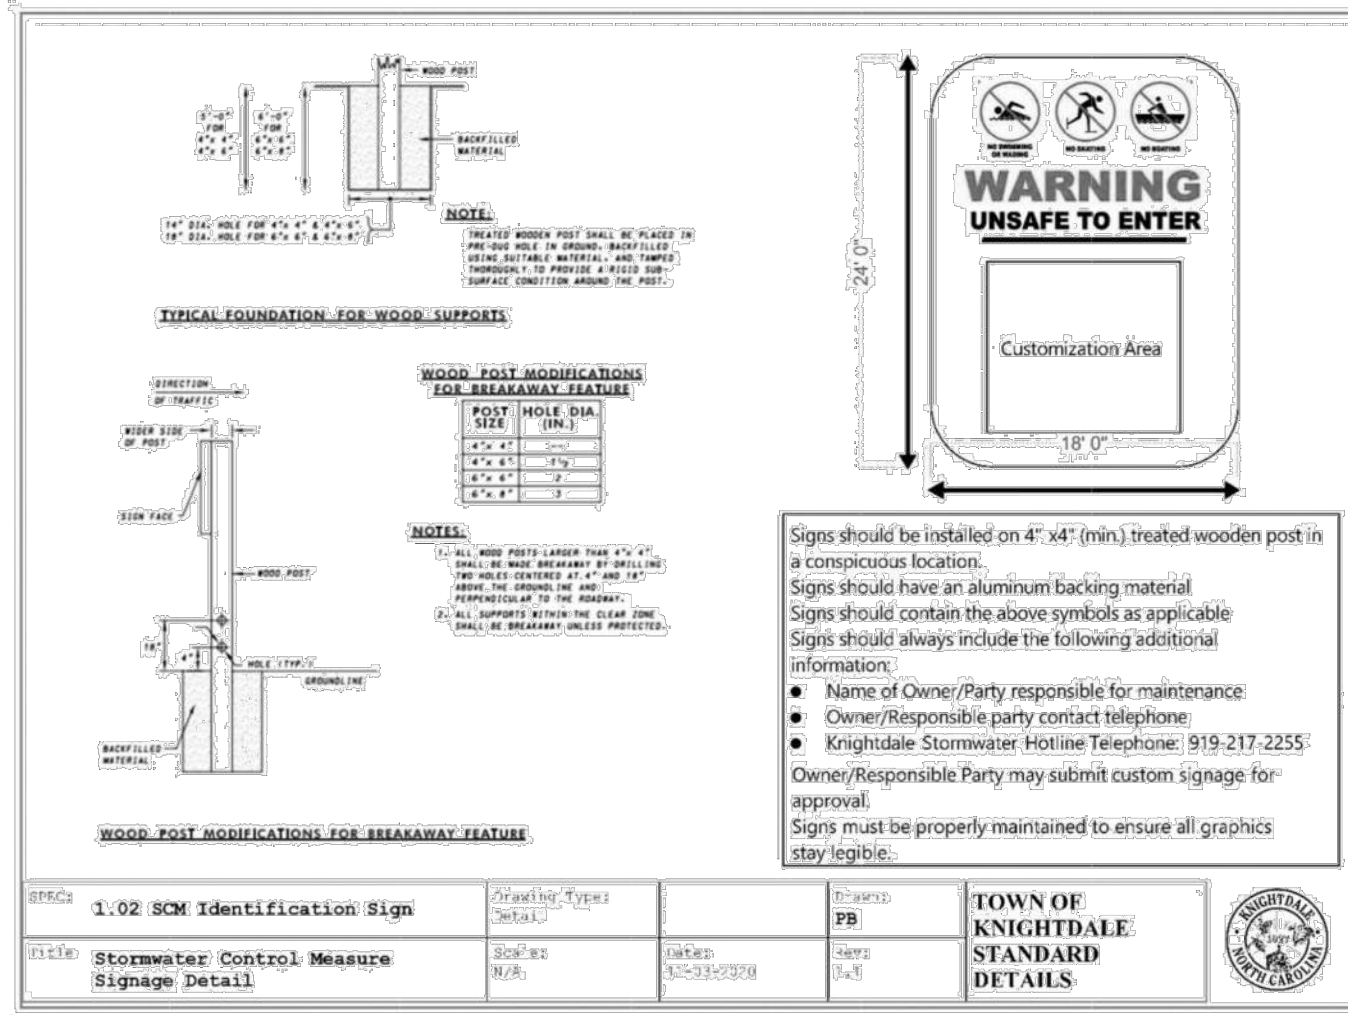 WOOD POST
5'-0"
FOR
4"x 4"
4"x 6"
6'-0"
FOR
6"x 6"
6"x 8"
BACKFILLED
MATERIAL
14" DIA. HOLE FOR 4"x 4" & 4"x 6"
18" DIA. HOLE FOR 6"x 6" & 6"x 8"
NOTE:
TREATED WOODEN POST SHALL BE PLACED IN
PRE-DUG HOLE IN GROUND. BACKFILLED
USING SUITABLE MATERIAL, AND TAMPED
THOROUGHLY TO PROVIDE A RIGID SUB-
SURFACE CONDITION AROUND THE POST.
TYPICAL FOUNDATION FOR WOOD SUPPORTS
DIRECTION
OF TRAFFIC
WIDER SIDE
OF POST
SIGN FACE
WOOD POST
18"
4"
HOLE (TYP.)
GROUNDLINE
BACKFILLED
MATERIAL
WOOD POST MODIFICATIONS FOR BREAKAWAY FEATURE
WOOD POST MODIFICATIONS
FOR BREAKAWAY FEATURE
POST SIZE HOLE DIA. (IN.)
4"x 4" --
4"x 6" 1½
6"x 6" 2
6"x 8" 3
NOTES:
1. ALL WOOD POSTS LARGER THAN 4"x 4"
SHALL BE MADE BREAKAWAY BY DRILLING
TWO HOLES CENTERED AT 4" AND 18"
ABOVE THE GROUNDLINE AND
PERPENDICULAR TO THE ROADWAY.
2. ALL SUPPORTS WITHIN THE CLEAR ZONE
SHALL BE BREAKAWAY UNLESS PROTECTED.
NO SWIMMING
OR WADING
NO SKATING
NO BOATING
WARNING
UNSAFE TO ENTER
Customization Area
24' 0"
18' 0"
Signs should be installed on 4" x4" (min.) treated wooden post in
a conspicuous location.
Signs should have an aluminum backing material
Signs should contain the above symbols as applicable
Signs should always include the following additional
information:
● Name of Owner/Party responsible for maintenance
● Owner/Responsible party contact telephone
● Knightdale Stormwater Hotline Telephone: 919-217-2255
Owner/Responsible Party may submit custom signage for
approval.
Signs must be properly maintained to ensure all graphics
stay legible.
SPEC: 1.02 SCM Identification Sign
Title: Stormwater Control Measure
Signage Detail
Drawing Type:
Detail
Scale:
N/A
Date:
11-03-2020
Drawn:
PB
Rev:
1.1
TOWN OF
KNIGHTDALE
STANDARD
DETAILS
KNIGHTDALE
1927
NORTH CAROLINA